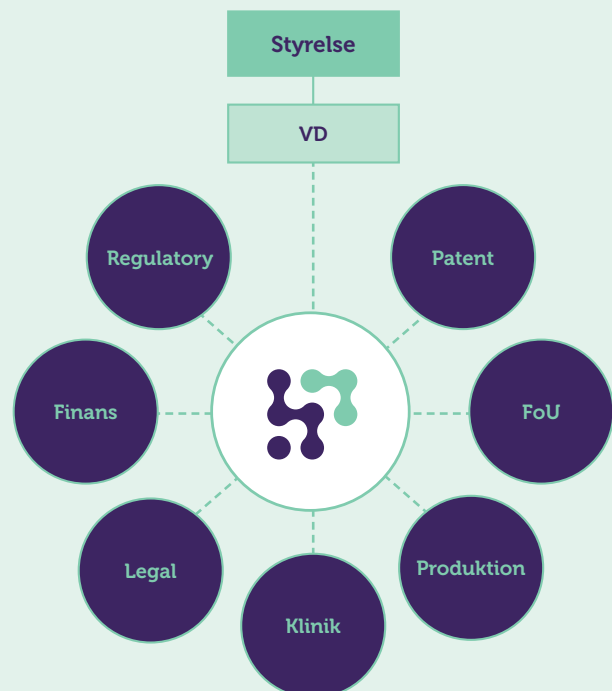 Styrelse
VD
Regulatory
Patent
Finans
FoU
Legal
Produktion
Klinik